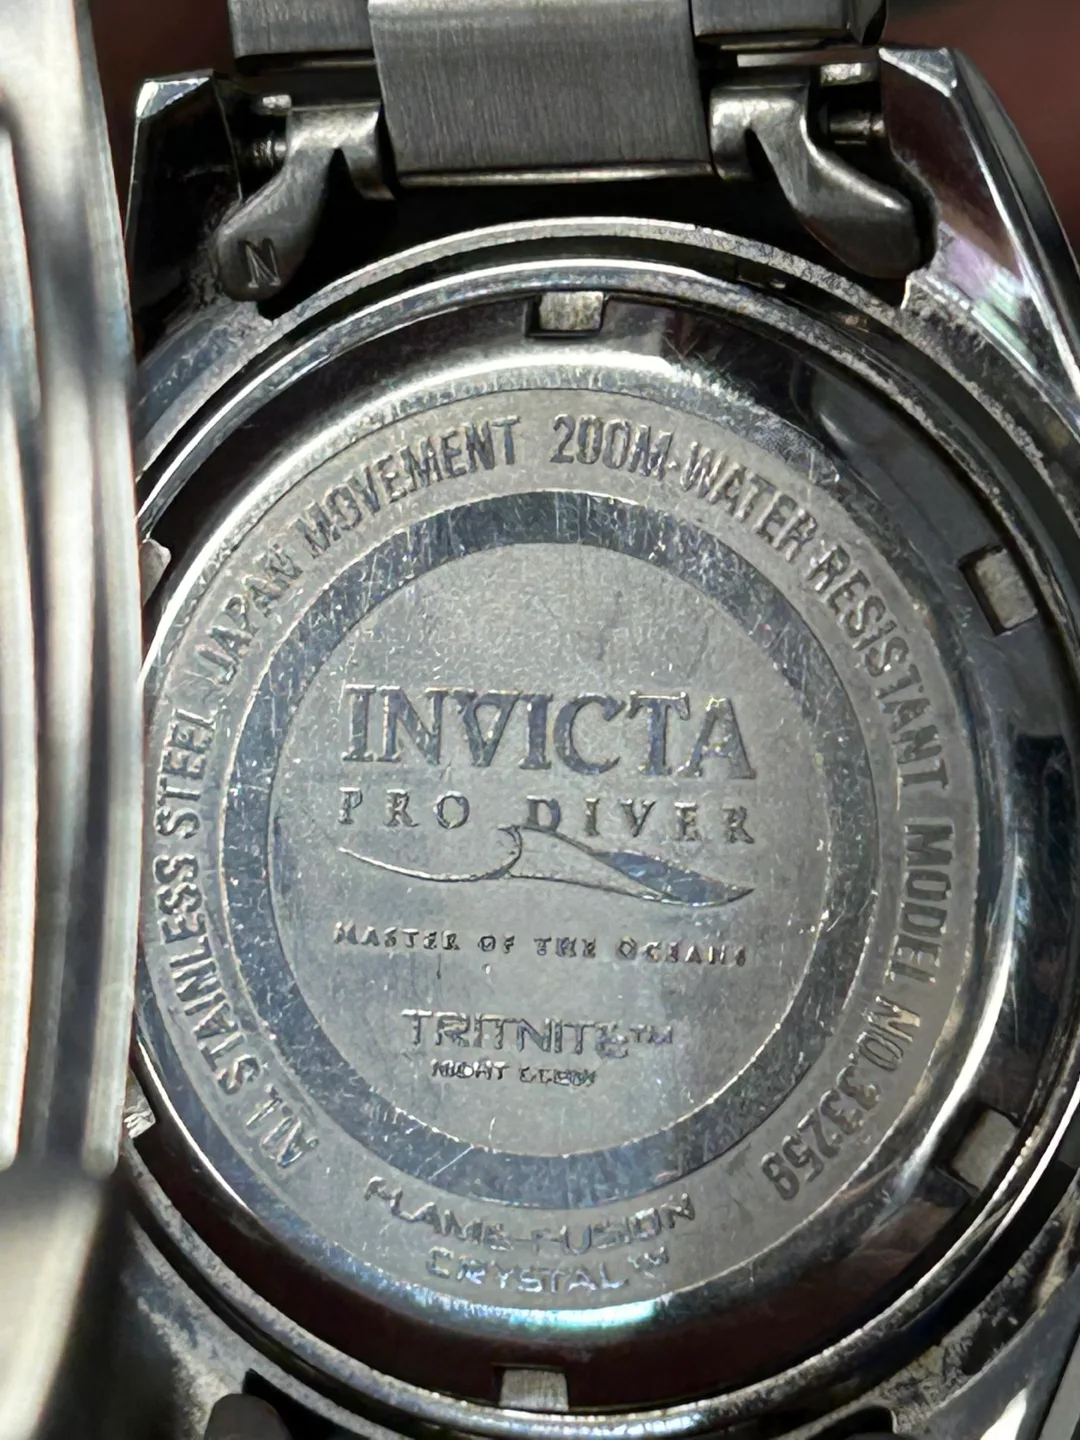 N
ALL STAINLESS STEEL JAPAN MOVEMENT 200M-WATER RESISTANT MODEL NO.33259
INVICTA
PRO DIVER
MASTER OF THE OCEANS
TRITNITE™
NIGHT GLOW
FLAME-FUSION
CRYSTAL™